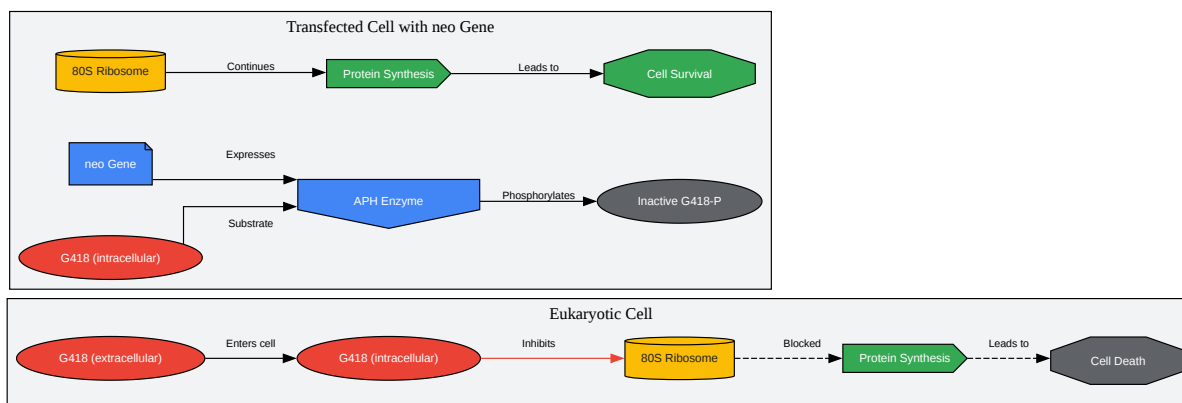 Transfected Cell with neo Gene
80S Ribosome
Continues
Protein Synthesis
Leads to
Cell Survival
neo Gene
Expresses
APH Enzyme
Phosphorylates
Inactive G418-P
Substrate
G418 (intracellular)
Eukaryotic Cell
G418 (extracellular)
Enters cell
G418 (intracellular)
Inhibits
80S Ribosome
Blocked
Protein Synthesis
Leads to
Cell Death